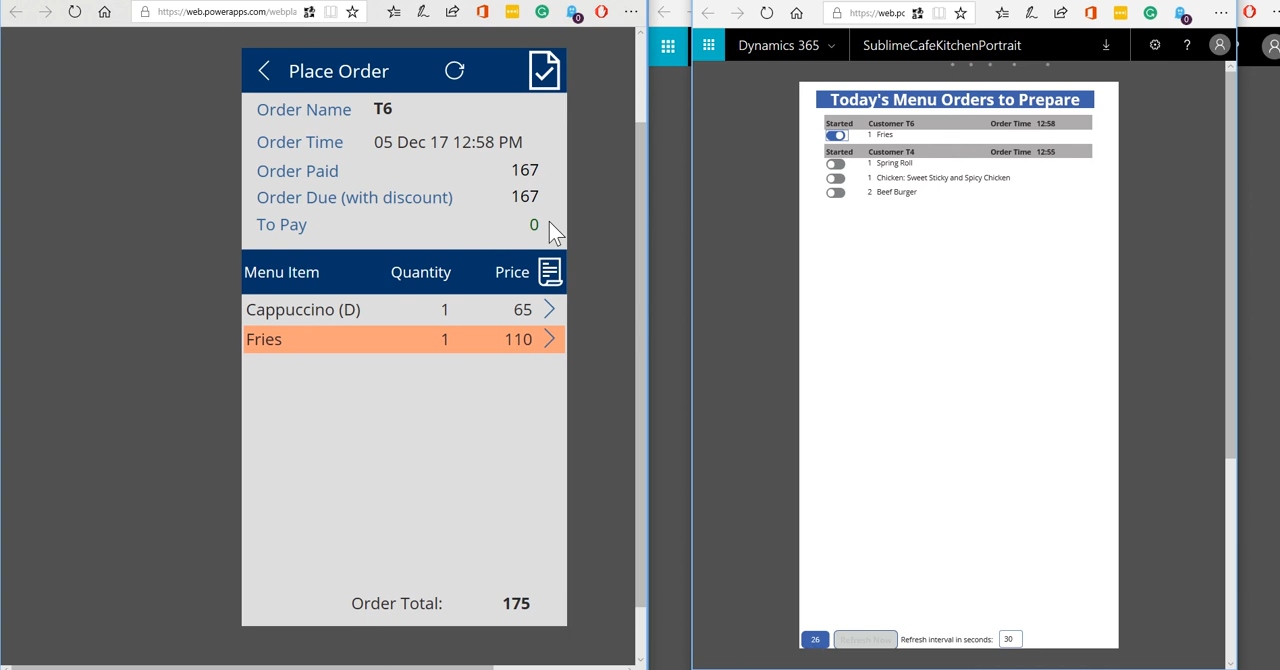 https://web.powerapps.com/webpla
Place Order
Order Name T6
Order Time 05 Dec 17 12:58 PM
Order Paid 167
Order Due (with discount) 167
To Pay 0
Menu Item Quantity Price
Cappuccino (D) 1 65
Fries 1 110
Order Total: 175
https://web.pc
0
0
Dynamics 365 SublimeCafeKitchenPortrait ?
Today's Menu Orders to Prepare
Started Customer T6 Order Time 12:58
1 Fries
Started Customer T4 Order Time 12:55
1 Spring Roll
1 Chicken: Sweet Sticky and Spicy Chicken
2 Beef Burger
26 Refresh Now Refresh interval in seconds: 30